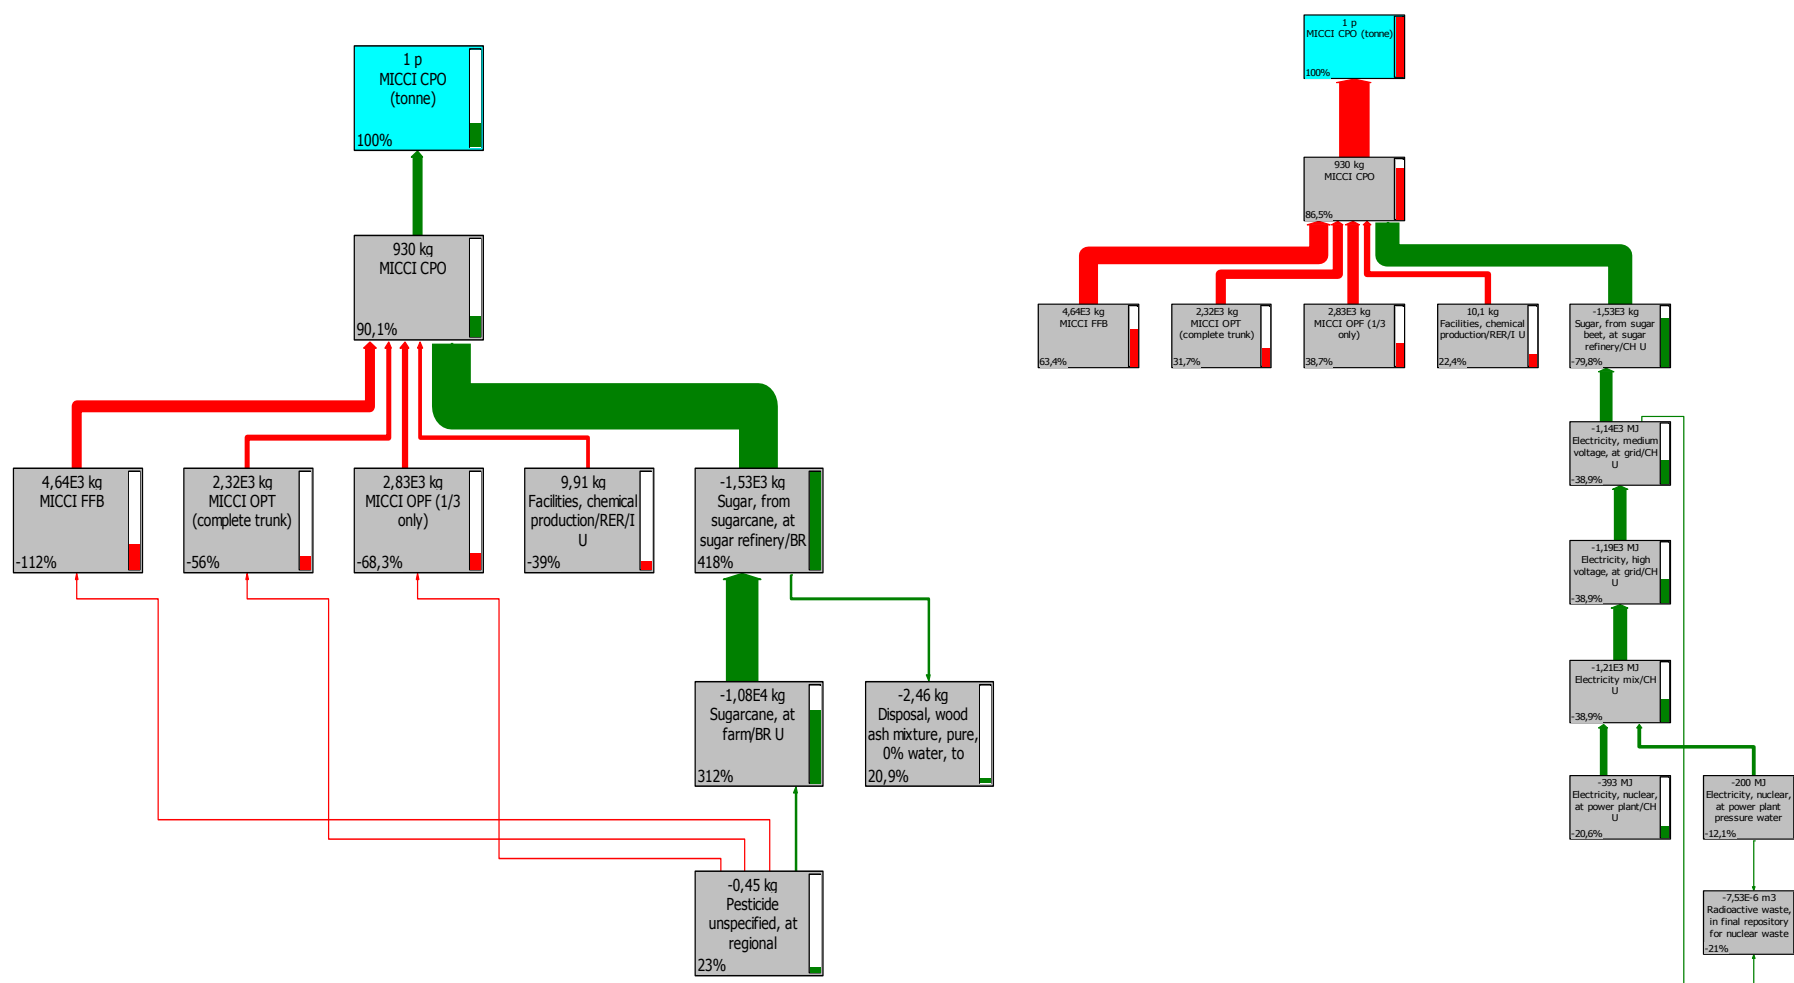 1 p
MICCI CPO
(tonne)
100%
930 kg
MICCI CPO
90,1%
4,64E3 kg
MICCI FFB
-112%
2,32E3 kg
MICCI OPT
(complete trunk)
-56%
2,83E3 kg
MICCI OPF (1/3
only)
-68,3%
9,91 kg
Facilities, chemical
production/RER/I
U
-39%
-1,53E3 kg
Sugar, from
sugarcane, at
sugar refinery/BR
418%
-1,08E4 kg
Sugarcane, at
farm/BR U
312%
-2,46 kg
Disposal, wood
ash mixture, pure,
0% water, to
20,9%
-0,45 kg
Pesticide
unspecified, at
regional
23%
1 p
MICCI CPO (tonne)
100%
930 kg
MICCI CPO
86,5%
4,64E3 kg
MICCI FFB
63,4%
2,32E3 kg
MICCI OPT
(complete trunk)
31,7%
2,83E3 kg
MICCI OPF (1/3
only)
38,7%
10,1 kg
Facilities, chemical
production/RER/I U
22,4%
-1,53E3 kg
Sugar, from sugar
beet, at sugar
refinery/CH U
-79,8%
-1,14E3 MJ
Electricity, medium
voltage, at grid/CH
U
-38,9%
-1,19E3 MJ
Electricity, high
voltage, at grid/CH
U
-38,9%
-1,21E3 MJ
Electricity mix/CH
U
-38,9%
-393 MJ
Electricity, nuclear,
at power plant/CH
U
-20,6%
-200 MJ
Electricity, nuclear,
at power plant
pressure water
-12,1%
-7,53E-6 m3
Radioactive waste,
in final repository
for nuclear waste
-21%